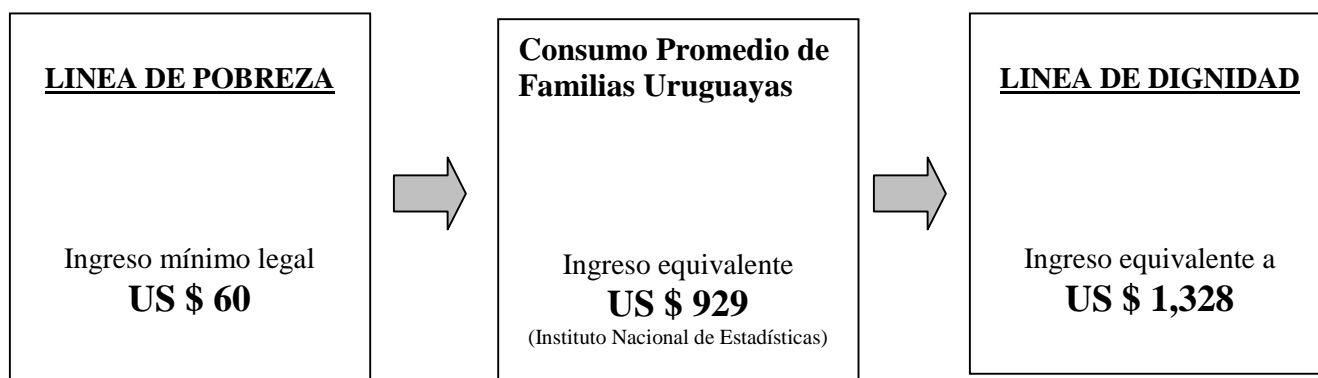 LINEA DE POBREZA
Ingreso mínimo legal
US $ 60
Consumo Promedio de
Familias Uruguayas
Ingreso equivalente
US $ 929
(Instituto Nacional de Estadísticas)
LINEA DE DIGNIDAD
Ingreso equivalente a
US $ 1,328